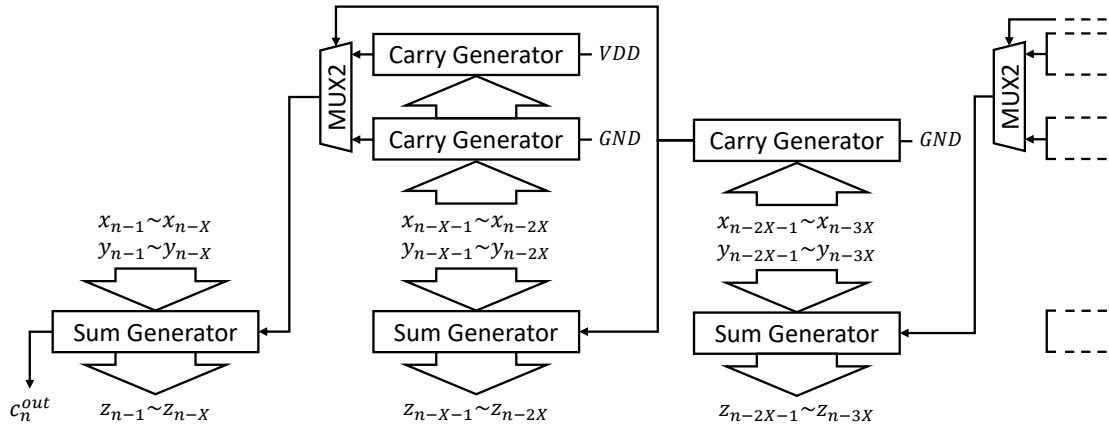 Carry Generator
VDD
MUX2
Carry Generator
GND
Carry Generator
GND
MUX2
x_{n-1}~x_{n-X}
y_{n-1}~y_{n-X}
x_{n-X-1}~x_{n-2X}
y_{n-X-1}~y_{n-2X}
x_{n-2X-1}~x_{n-3X}
y_{n-2X-1}~y_{n-3X}
Sum Generator
Sum Generator
Sum Generator
c_n^{out}
z_{n-1}~z_{n-X}
z_{n-X-1}~z_{n-2X}
z_{n-2X-1}~z_{n-3X}